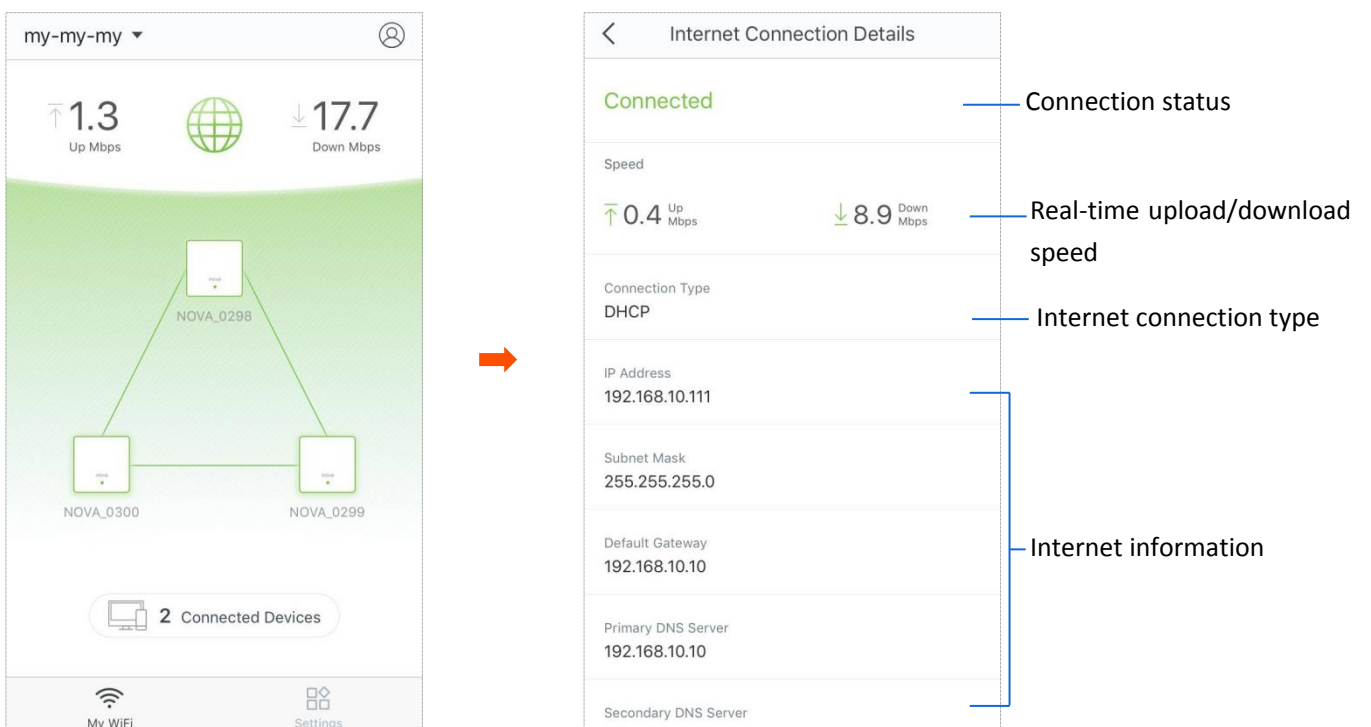 my-my-my
1.3
Up Mbps
17.7
Down Mbps
NOVA_0298
NOVA_0300
NOVA_0299
2 Connected Devices
My WiFi
Settings
Internet Connection Details
Connected
Connection status
Speed
0.4 Up Mbps
8.9 Down Mbps
Real-time upload/download
speed
Connection Type
DHCP
Internet connection type
IP Address
192.168.10.111
Subnet Mask
255.255.255.0
Default Gateway
192.168.10.10
Internet information
Primary DNS Server
192.168.10.10
Secondary DNS Server